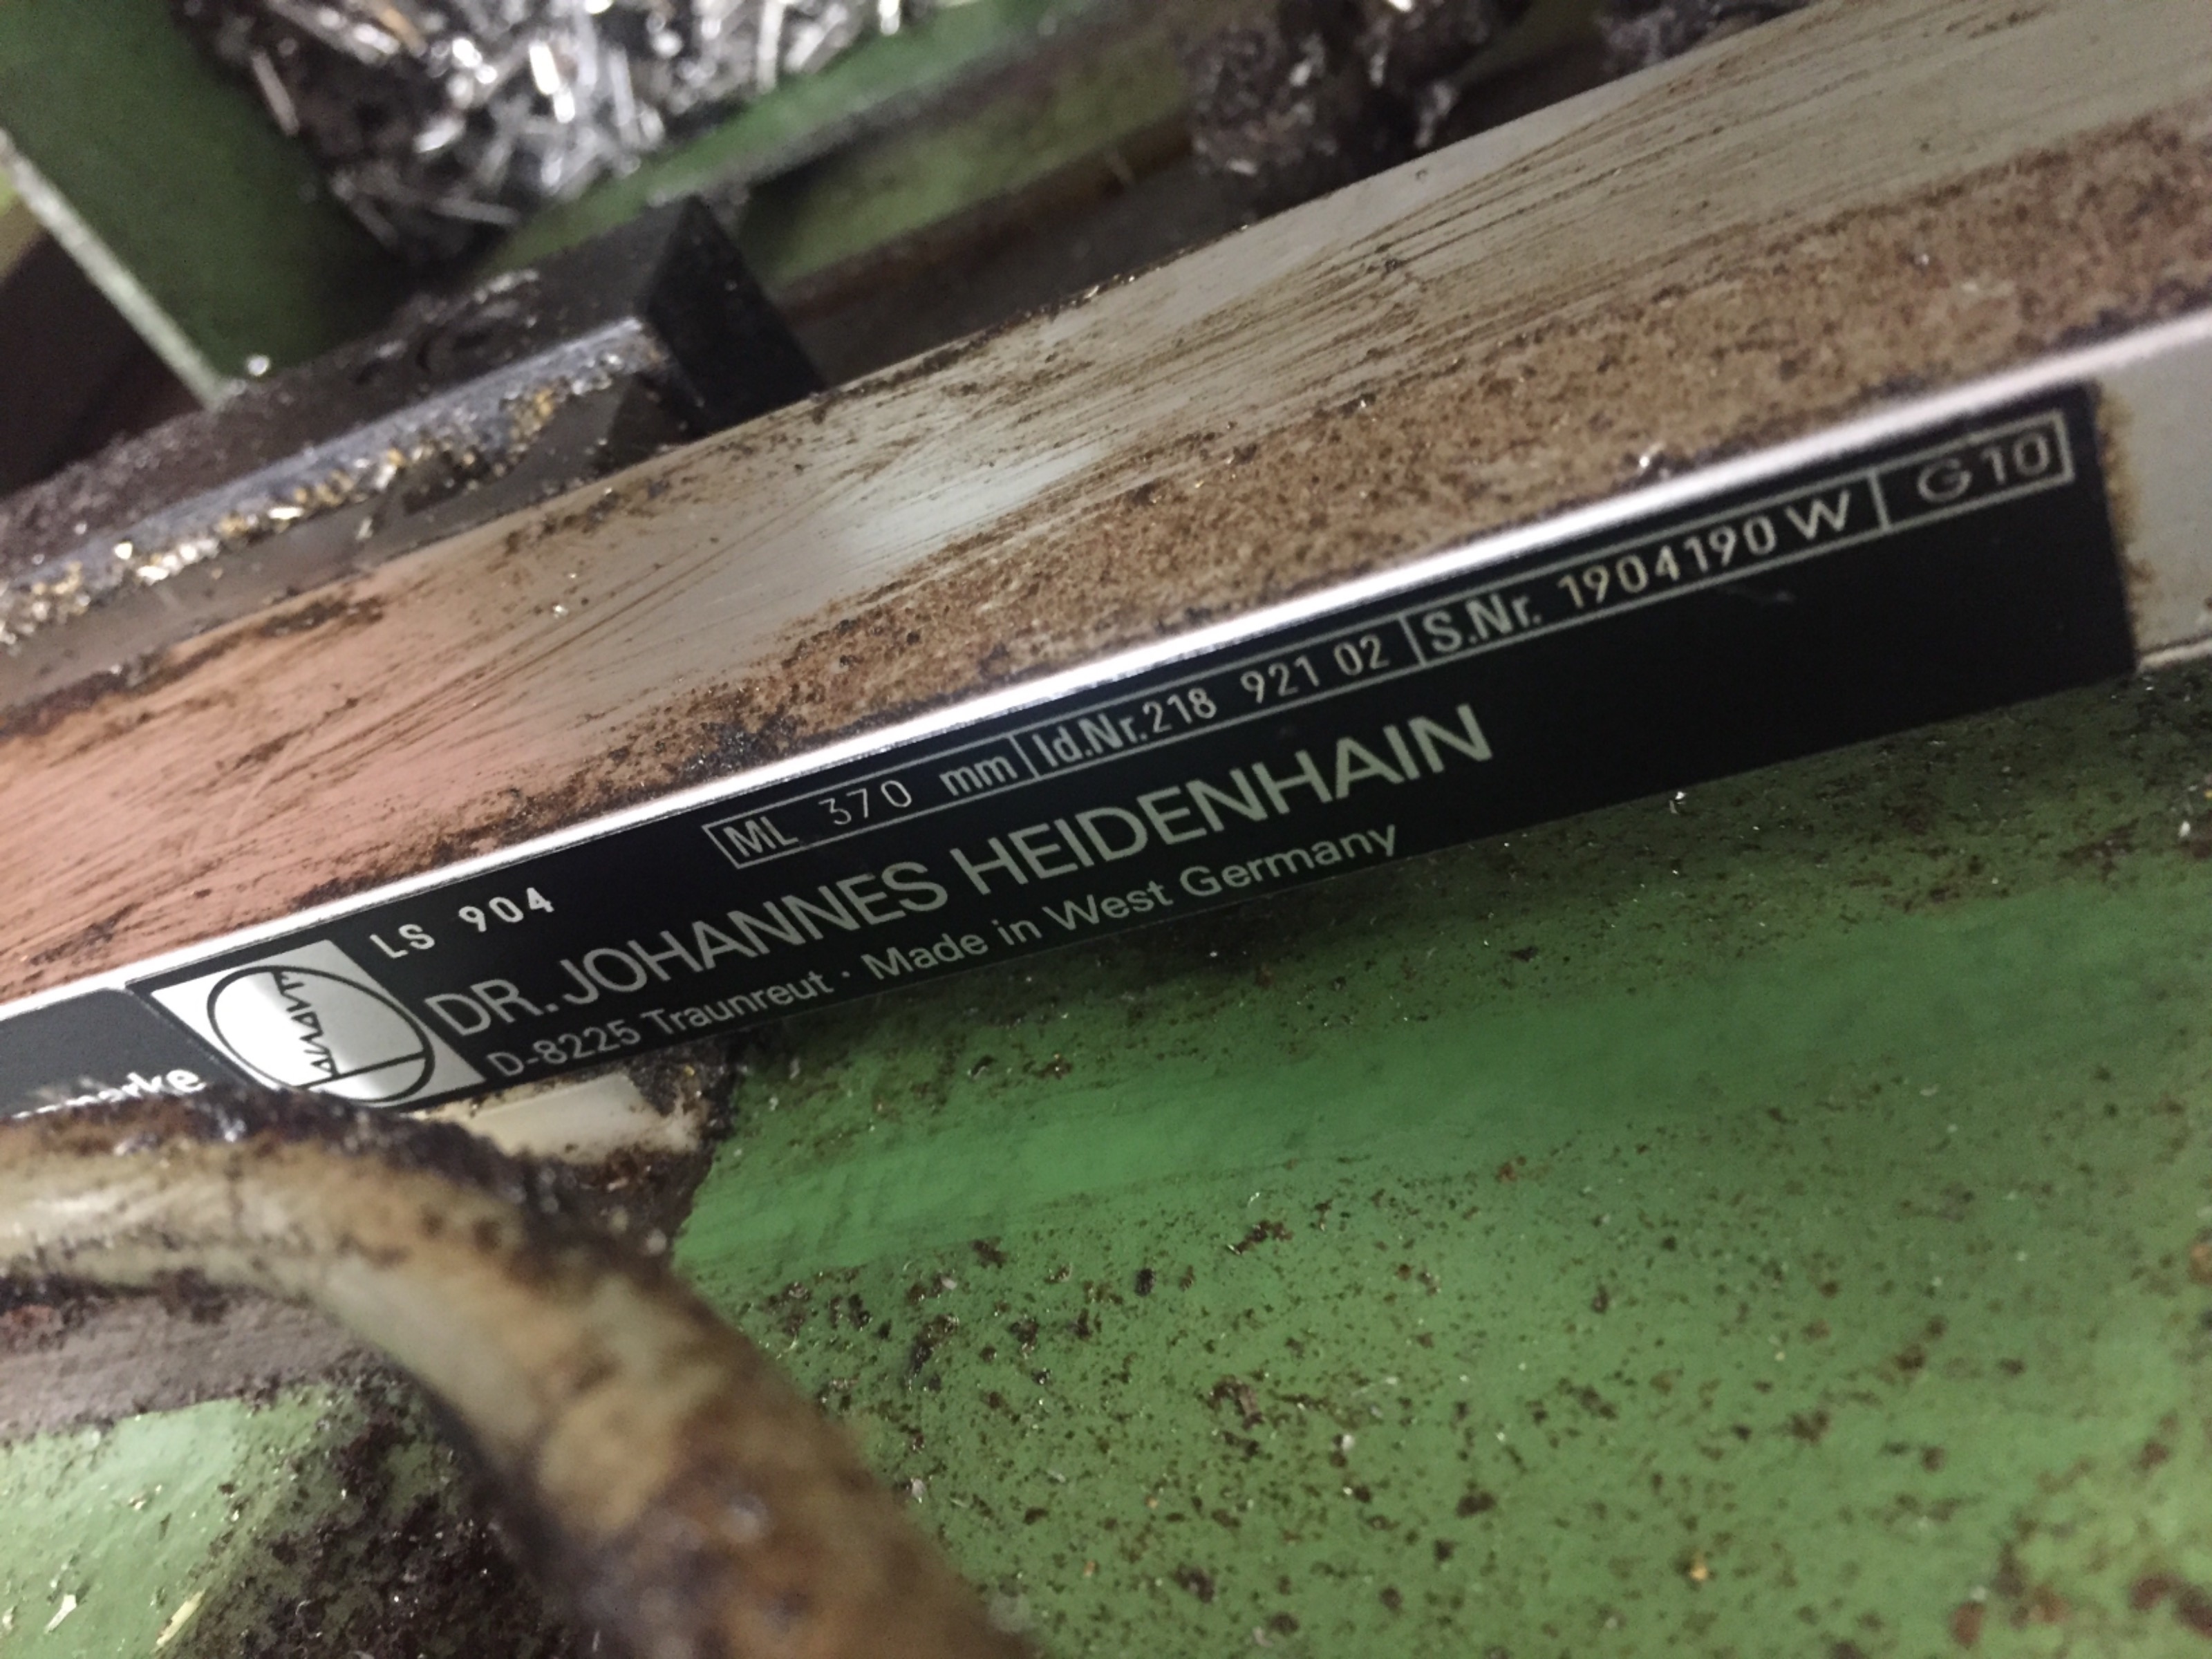 LS 904
ML 370 mm Id.Nr. 218 921 02 S.Nr. 1904190 W G10
DR. JOHANNES HEIDENHAIN
D-8225 Traunreut · Made in West Germany